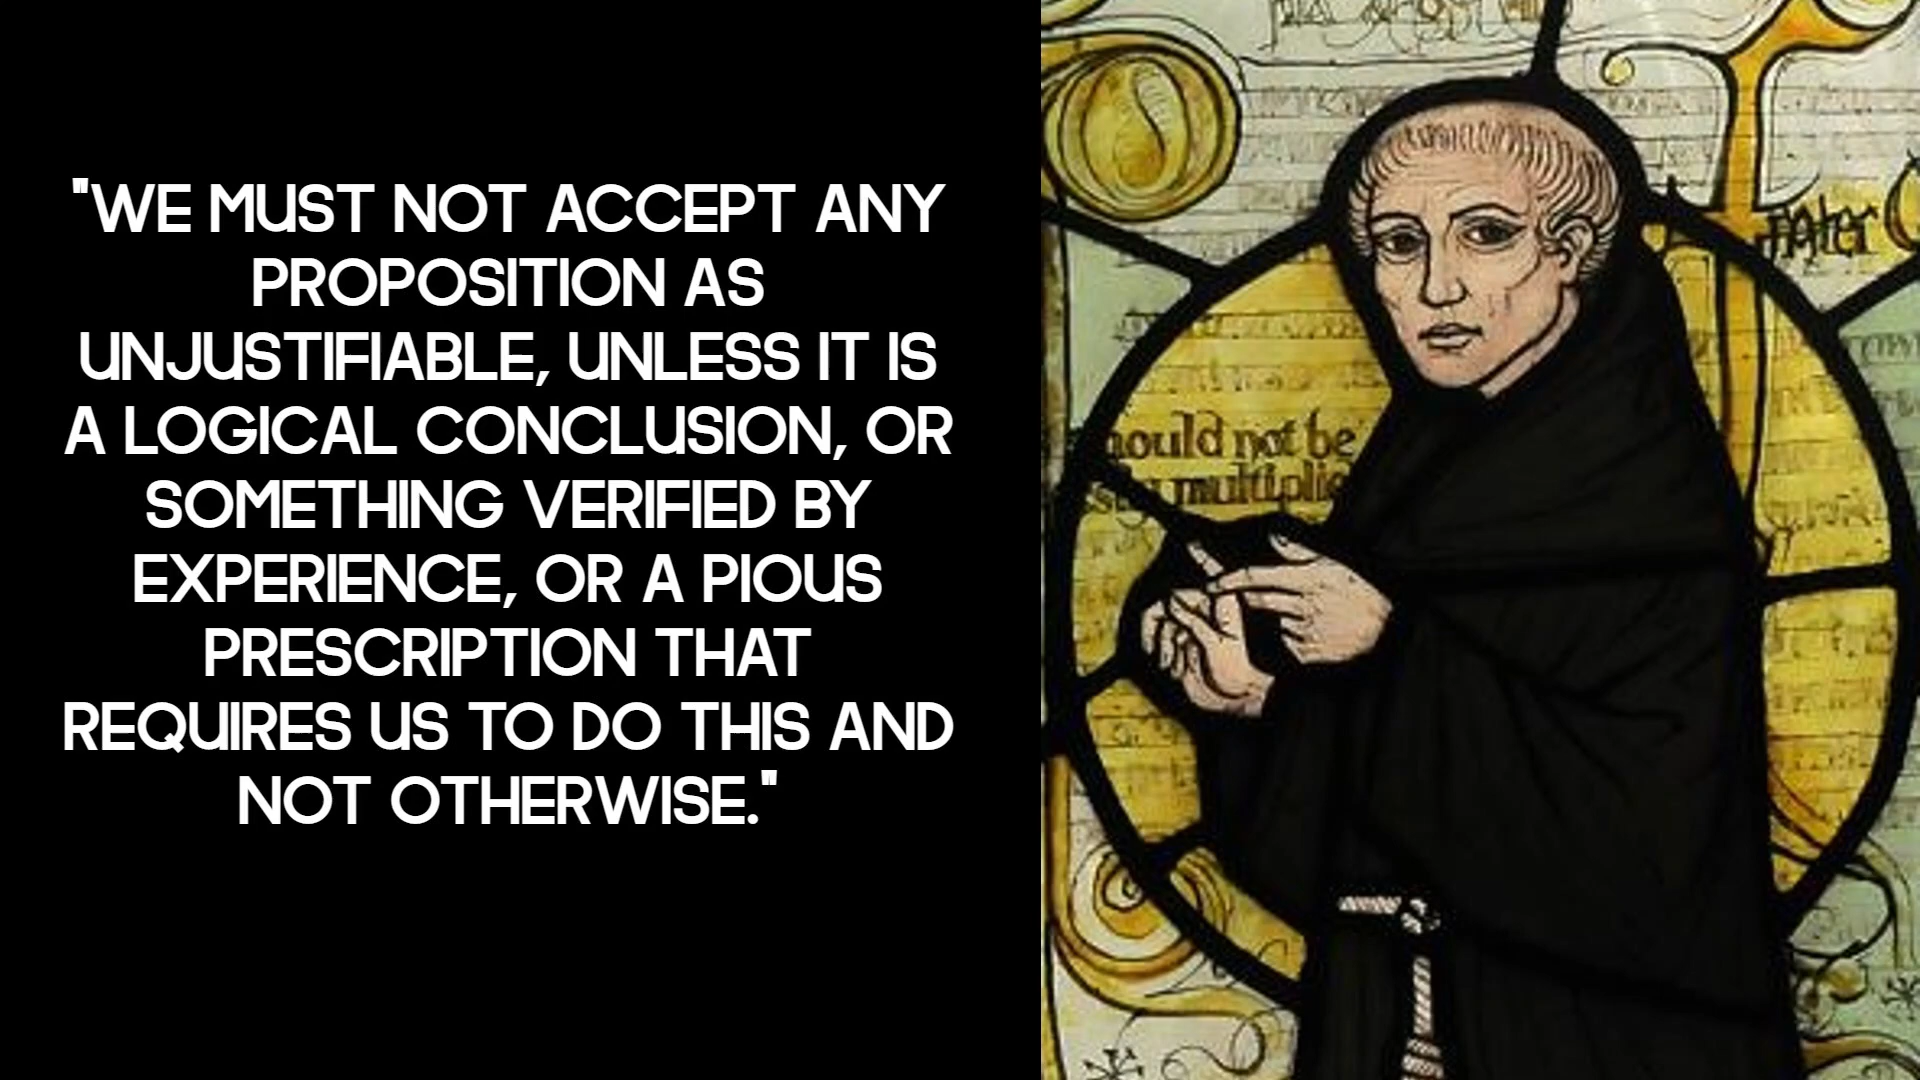 "WE MUST NOT ACCEPT ANY
PROPOSITION AS
UNJUSTIFIABLE, UNLESS IT IS
A LOGICAL CONCLUSION, OR
SOMETHING VERIFIED BY
EXPERIENCE, OR A PIOUS
PRESCRIPTION THAT
REQUIRES US TO DO THIS AND
NOT OTHERWISE."
not be